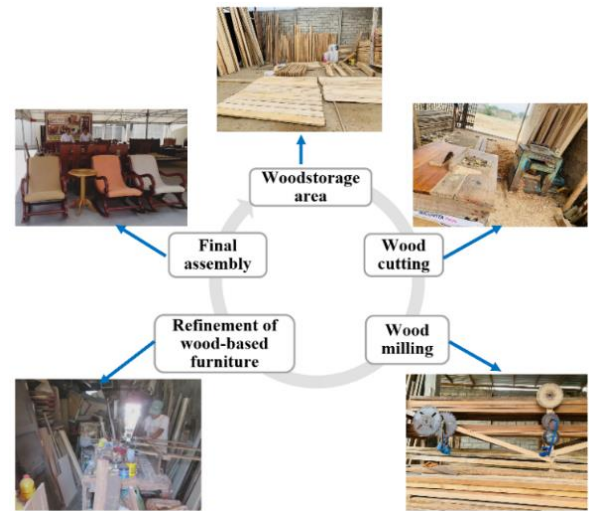 Woodstorage
area
Wood
cutting
Wood
milling
Refinement of
wood-based
furniture
Final
assembly